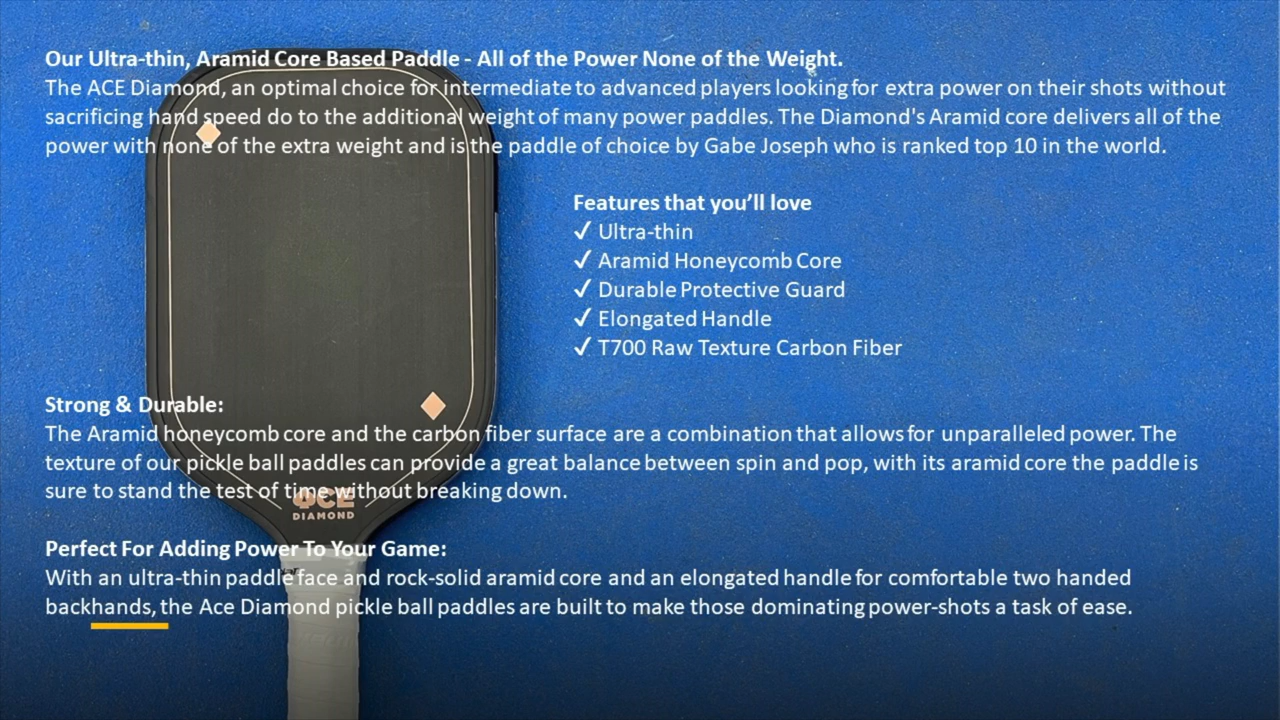 Our Ultra-thin, Aramid Core Based Paddle - All of the Power None of the Weight.
The ACE Diamond, an optimal choice for intermediate to advanced players looking for extra power on their shots without
sacrificing hand speed do to the additional weight of many power paddles. The Diamond's Aramid core delivers all of the
power with none of the extra weight and is the paddle of choice by Gabe Joseph who is ranked top 10 in the world.
Features that you’ll love
✓ Ultra-thin
✓ Aramid Honeycomb Core
✓ Durable Protective Guard
✓ Elongated Handle
✓ T700 Raw Texture Carbon Fiber
Strong & Durable:
The Aramid honeycomb core and the carbon fiber surface are a combination that allows for unparalleled power. The
texture of our pickle ball paddles can provide a great balance between spin and pop, with its aramid core the paddle is
sure to stand the test of time without breaking down.
ACE
DIAMOND
Perfect For Adding Power To Your Game:
With an ultra-thin paddle face and rock-solid aramid core and an elongated handle for comfortable two handed
backhands, the Ace Diamond pickle ball paddles are built to make those dominating power-shots a task of ease.